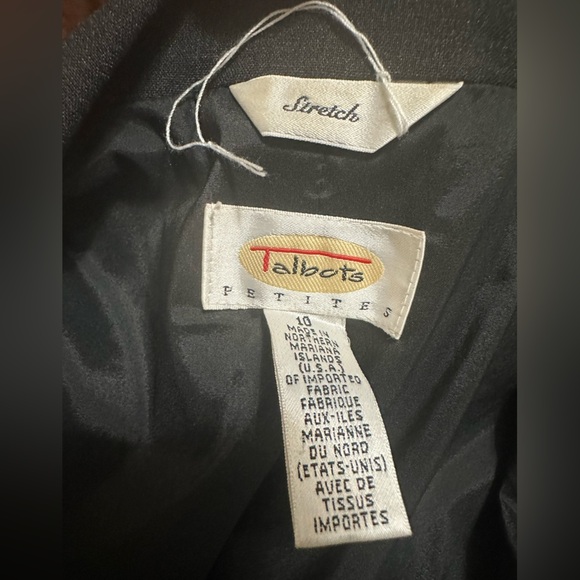 Stretch
Talbots
PETITES
10
MADE IN
NORTHERN
MARIANA
ISLANDS
(U.S.A.)
OF IMPORTED
FABRIC
FABRIQUE
AUX-ILES
MARIANNE
DU NORD
(ETATS-UNIS)
AVEC DE
TISSUS
IMPORTES